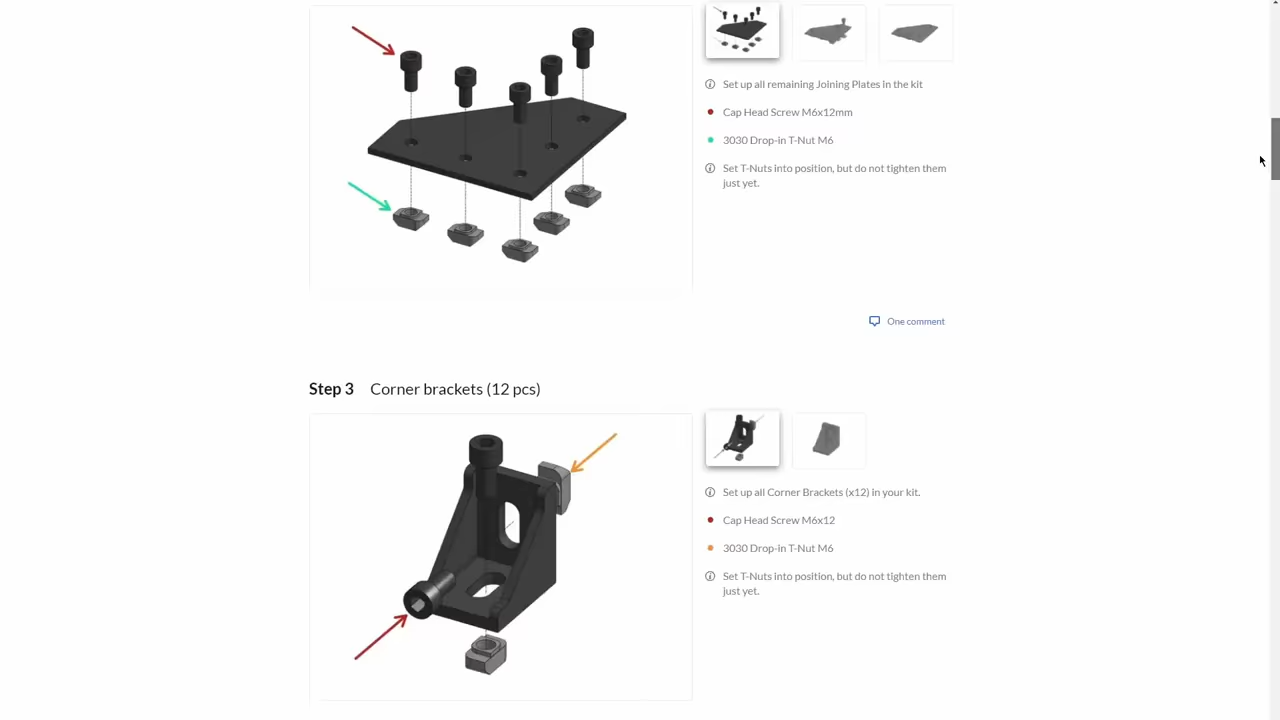 Set up all remaining Joining Plates in the kit
Cap Head Screw M6x12mm
3030 Drop-in T-Nut M6
Set T-Nuts into position, but do not tighten them
just yet.
One comment
Step 3 Corner brackets (12 pcs)
Set up all Corner Brackets (x12) in your kit.
Cap Head Screw M6x12
3030 Drop-in T-Nut M6
Set T-Nuts into position, but do not tighten them
just yet.